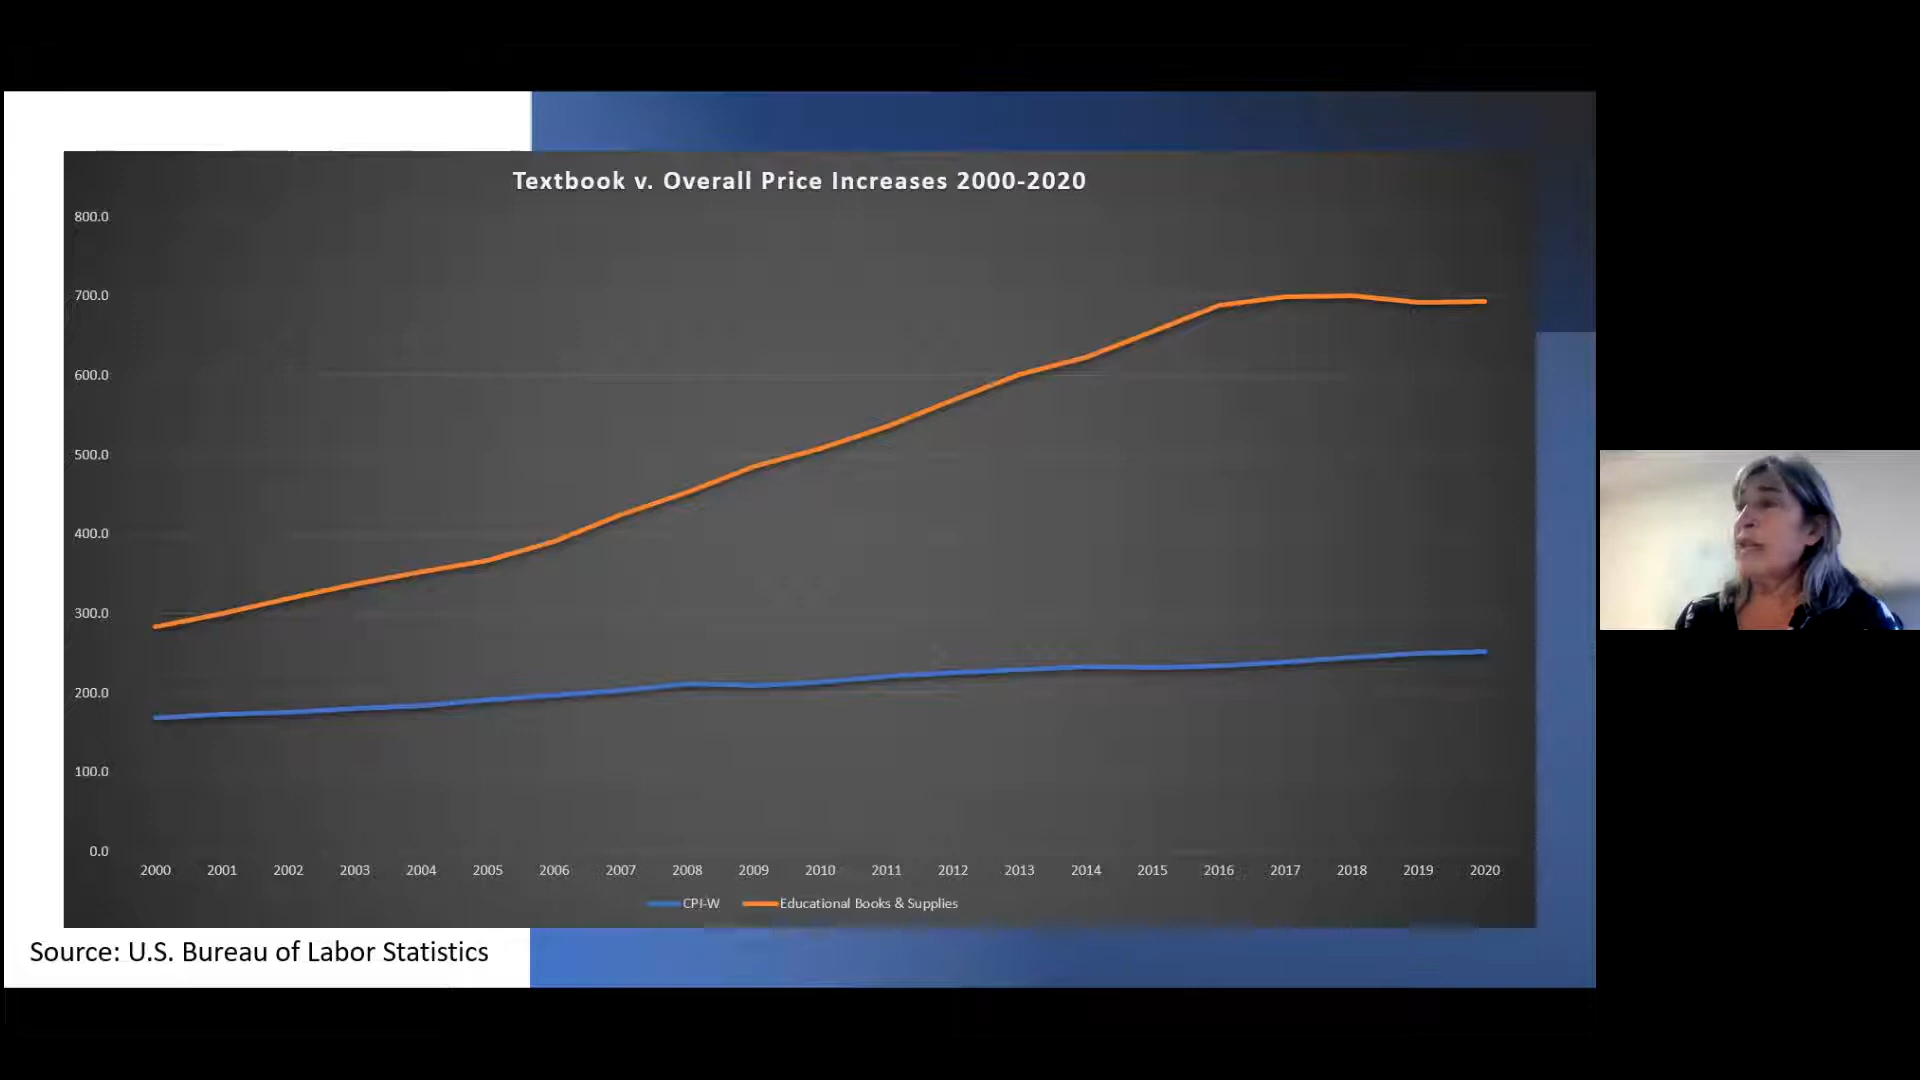 Textbook v. Overall Price Increases 2000-2020
800.0
700.0
600.0
500.0
400.0
300.0
200.0
100.0
0.0
2000 2001 2002 2003 2004 2005 2006 2007 2008 2009 2010 2011 2012 2013 2014 2015 2016 2017 2018 2019 2020
CPI-W Educational Books & Supplies
Source: U.S. Bureau of Labor Statistics